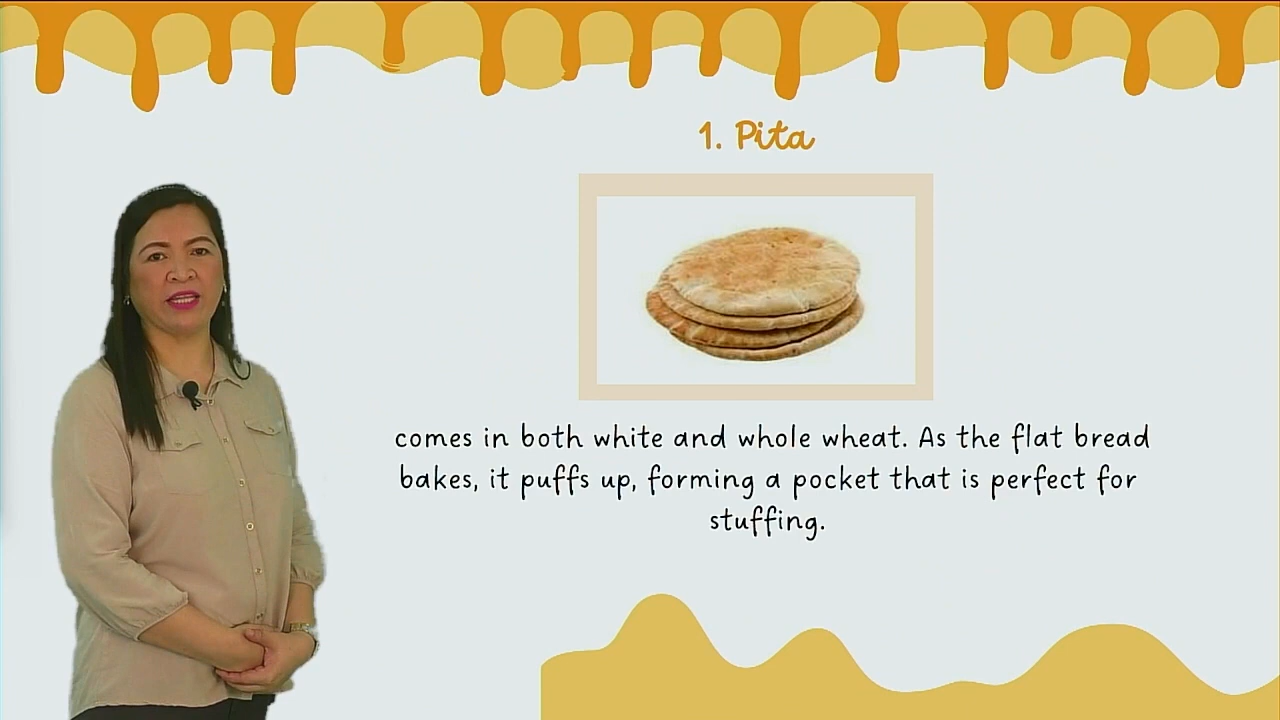 1. Pita
comes in both white and whole wheat. As the flat bread
bakes, it puffs up, forming a pocket that is perfect for
stuffing.